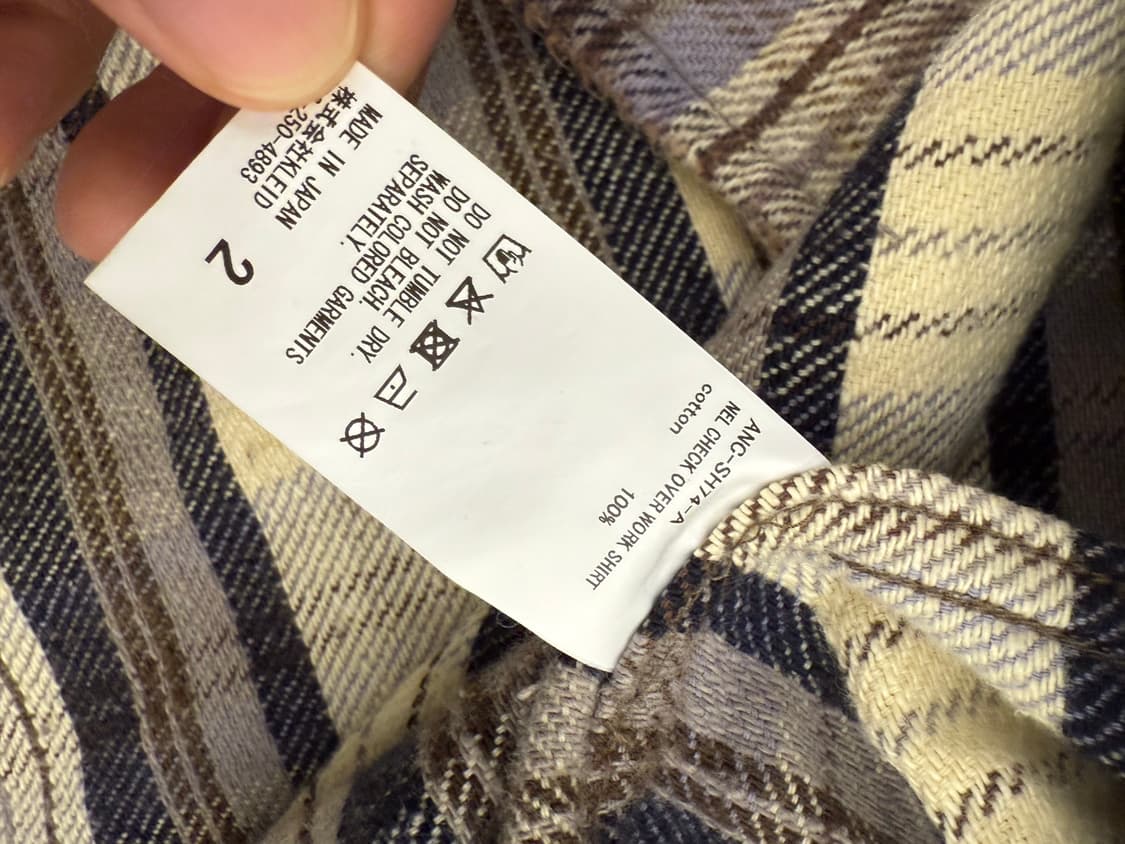 ANC-SH74-A
NEL CHECK OVER WORK SHIRT
cotton 100%
DO NOT TUMBLE DRY.
DO NOT BLEACH.
WASH COLORED GARMENTS
SEPARATELY.
MADE IN JAPAN
株式会社KLEID
250-4893
2